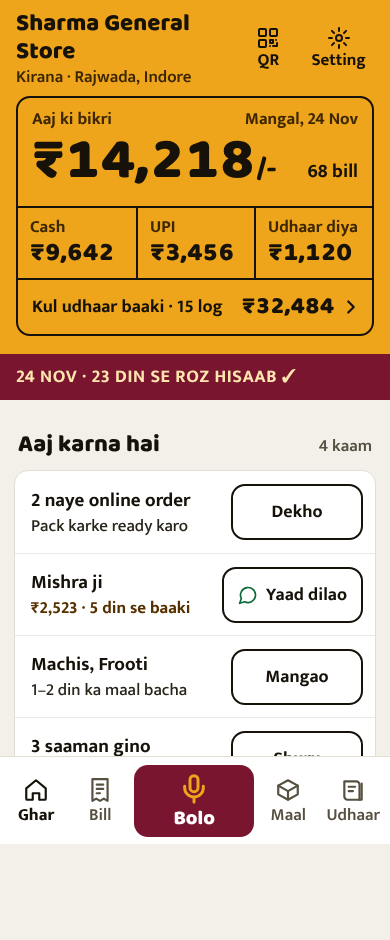 Sharma General
Store
Kirana · Rajwada, Indore
QR
Setting
Aaj ki bikri
Mangal, 24 Nov
₹14,218/-
68 bill
Cash
₹9,642
UPI
₹3,456
Udhaar diya
₹1,120
Kul udhaar baaki · 15 log
₹32,484
24 NOV · 23 DIN SE ROZ HISAAB ✓
Aaj karna hai
4 kaam
2 naye online order
Pack karke ready karo
Dekho
Mishra ji
₹2,523 · 5 din se baaki
Yaad dilao
Machis, Frooti
1–2 din ka maal bacha
Mangao
3 saaman gino
Ghar
Bill
Bolo
Maal
Udhaar